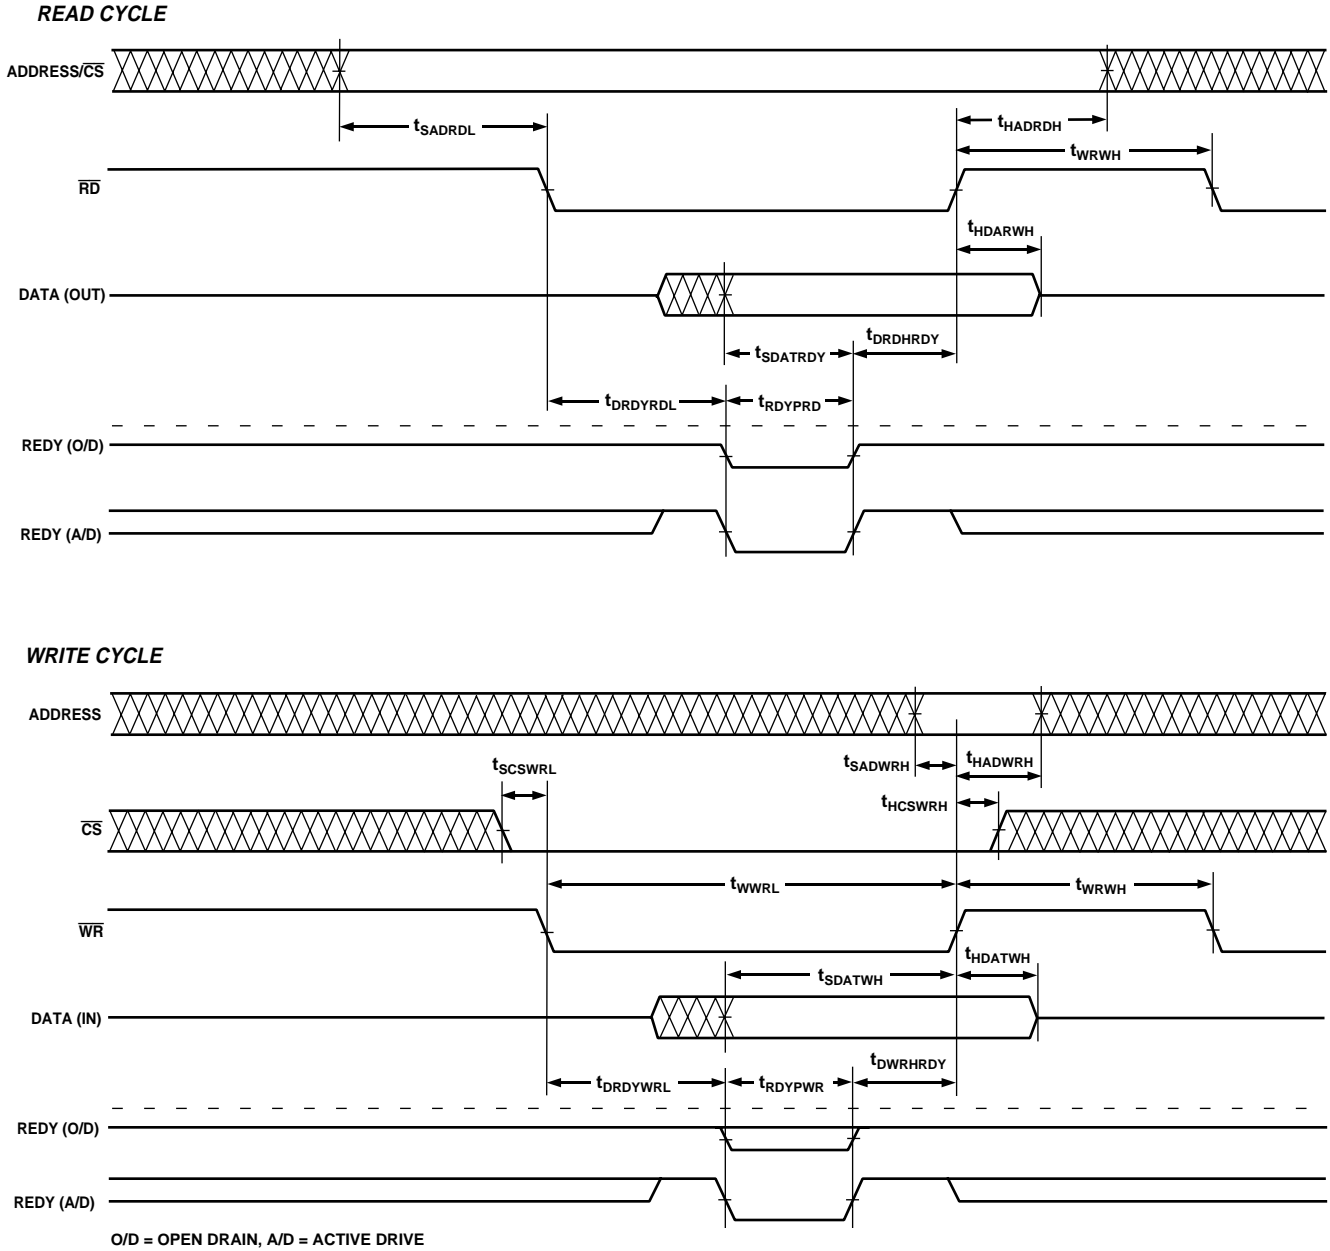 READ CYCLE
ADDRESS/CS
tSADRDL
tHADRDH
tWRWH
RD
tHDARWH
DATA (OUT)
tSDATRDY
tDRDHRDY
tDRDYRDL
tRDYPRD
REDY (O/D)
REDY (A/D)
WRITE CYCLE
ADDRESS
tSCSWRL
tSADWRH
tHADWRH
tHCSWRH
CS
tWWRL
tWRWH
WR
tSDATWH
tHDATWH
DATA (IN)
tDRDYWRL
tRDYPWR
tDWRHRDY
REDY (O/D)
REDY (A/D)
O/D = OPEN DRAIN, A/D = ACTIVE DRIVE